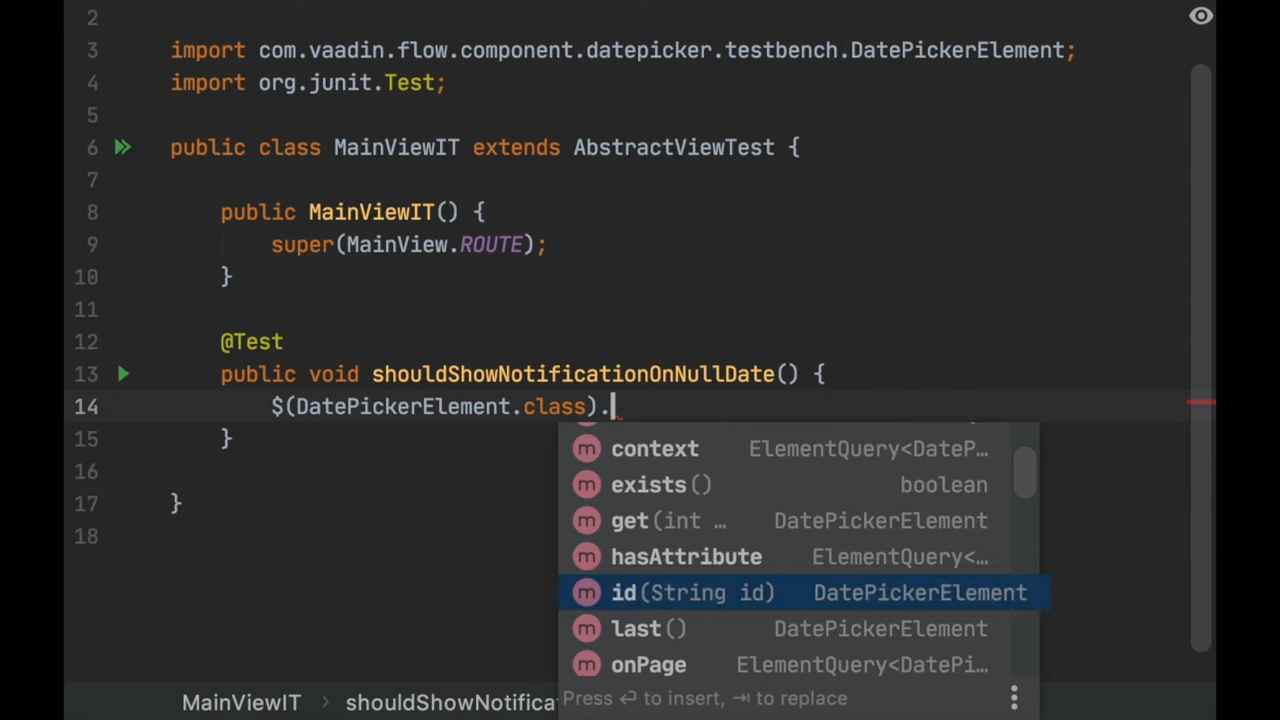 2
3 import com.vaadin.flow.component.datepicker.testbench.DatePickerElement;
4 import org.junit.Test;
5
6 public class MainViewIT extends AbstractViewTest {
7
8 public MainViewIT() {
9 super(MainView.ROUTE);
10 }
11
12 @Test
13 public void shouldShowNotificationOnNullDate() {
14 $(DatePickerElement.class).
15 }
16
17 }
18
m context ElementQuery<DateP…
m exists() boolean
m get(int … DatePickerElement
m hasAttribute ElementQuery<…
m id(String id) DatePickerElement
m last() DatePickerElement
m onPage ElementQuery<DatePi…
Press ↵ to insert, ⇥ to replace
MainViewIT › shouldShowNotificat